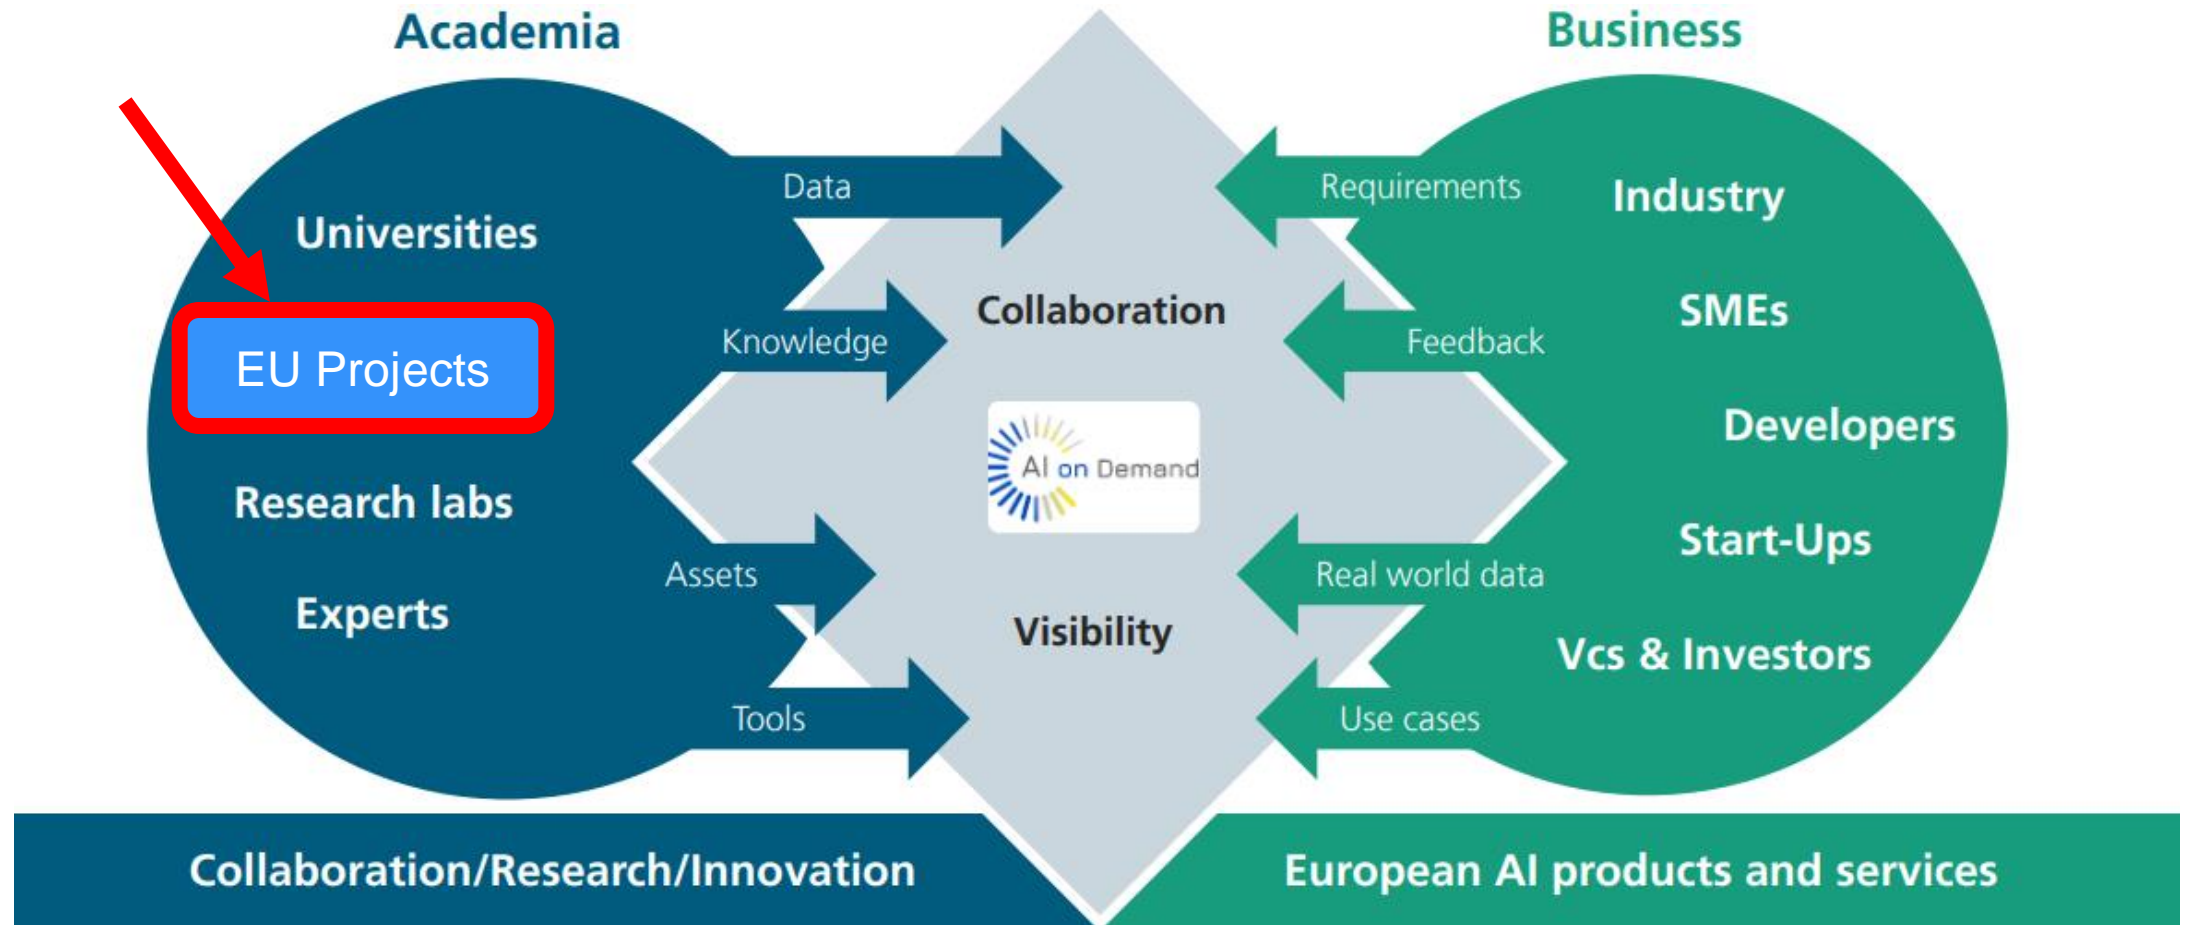 Academia
Business
Universities
EU Projects
Research labs
Experts
Data
Knowledge
Assets
Tools
Collaboration
AI on Demand
Visibility
Requirements
Feedback
Real world data
Use cases
Industry
SMEs
Developers
Start-Ups
Vcs & Investors
Collaboration/Research/Innovation
European AI products and services